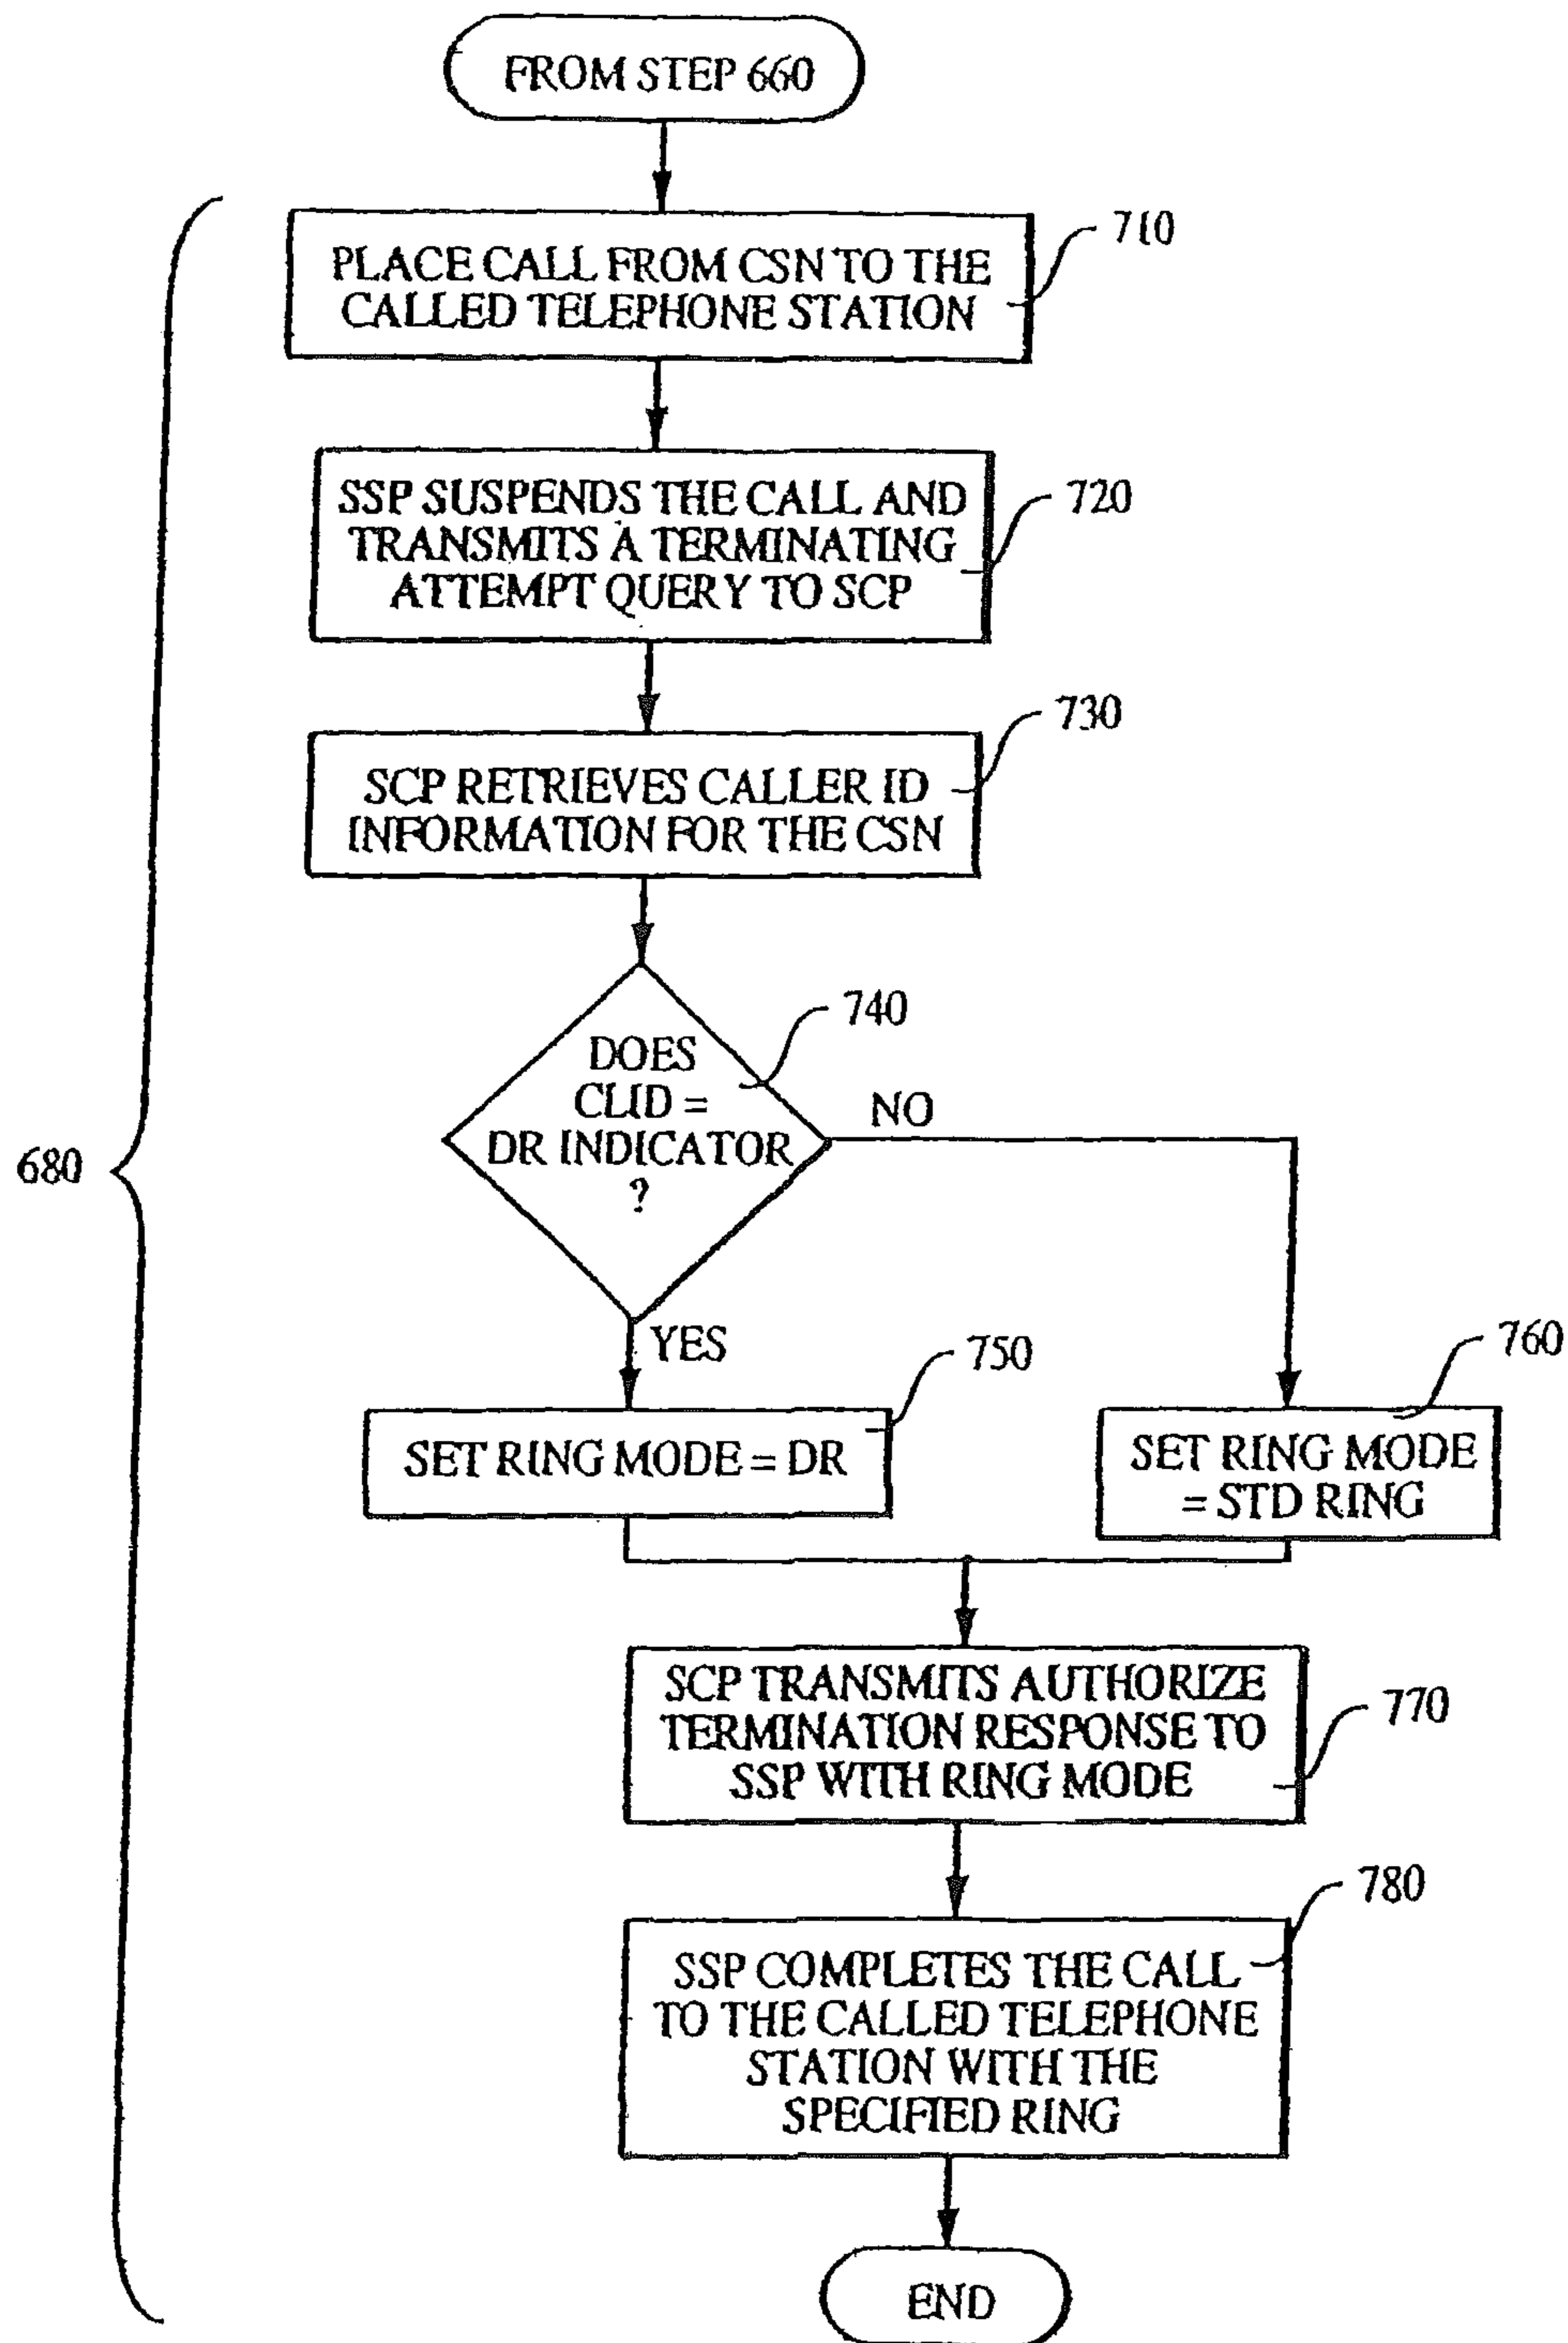 FROM STEP 660
710
PLACE CALL FROM CSN TO THE
CALLED TELEPHONE STATION
SSP SUSPENDS THE CALL AND
TRANSMITS A TERMINATING
ATTEMPT QUERY TO SCP
720
730
SCP RETRIEVES CALLER ID
INFORMATION FOR THE CSN
740
DOES
CLID =
DR INDICATOR
?
NO
680
YES
750
760
SET RING MODE = DR
SET RING MODE
= STD RING
SCP TRANSMITS AUTHORIZE
TERMINATION RESPONSE TO
SSP WITH RING MODE
770
780
SSP COMPLETES THE CALL
TO THE CALLED TELEPHONE
STATION WITH THE
SPECIFIED RING
END